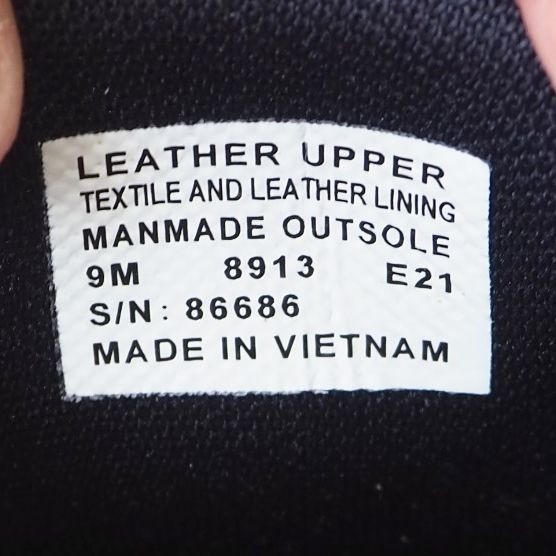 LEATHER UPPER
TEXTILE AND LEATHER LINING
MANMADE OUTSOLE
9M 8913 E21
S/N: 86686
MADE IN VIETNAM